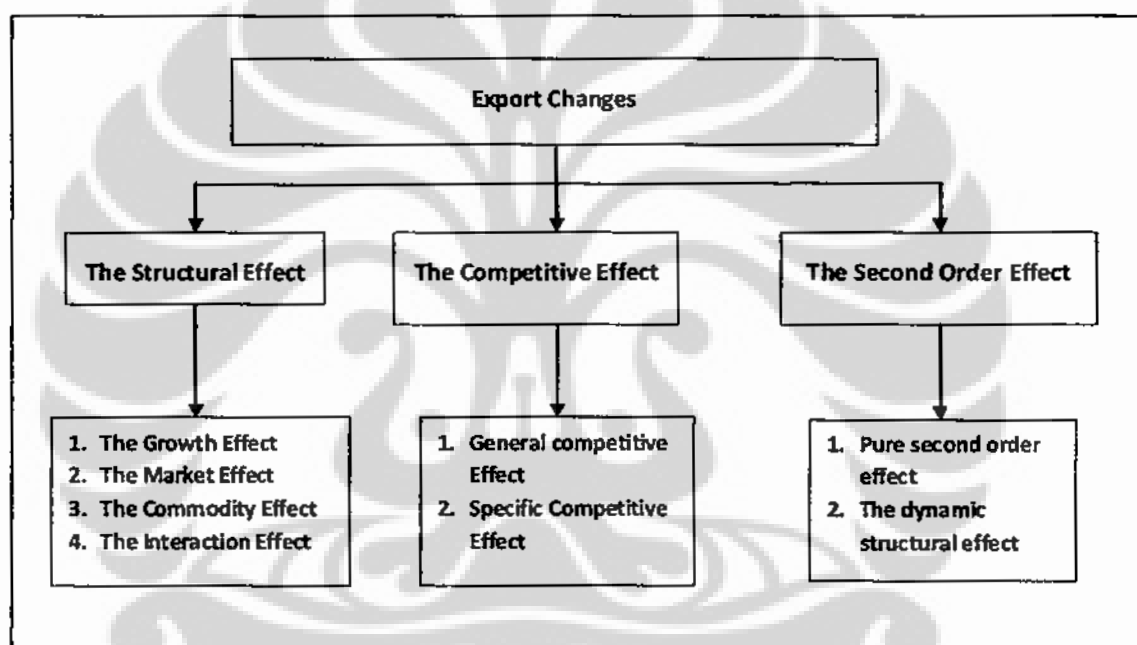 Export Changes
The Structural Effect
The Competitive Effect
The Second Order Effect
1. The Growth Effect
2. The Market Effect
3. The Commodity Effect
4. The Interaction Effect
1. General competitive
Effect
2. Specific Competitive
Effect
1. Pure second order
effect
2. The dynamic
structural effect